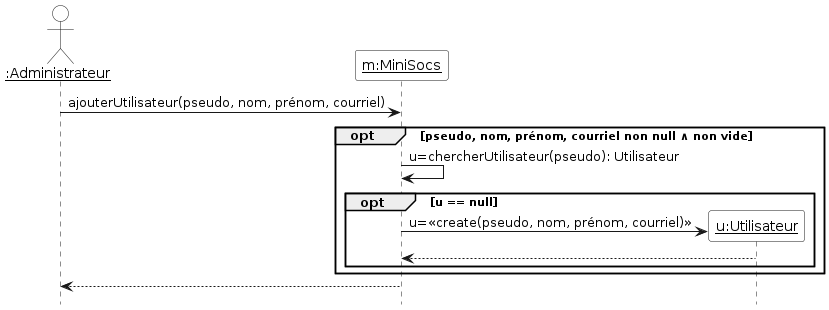 :Administrateur
m:MiniSocs
ajouterUtilisateur(pseudo, nom, prénom, courriel)
opt [pseudo, nom, prénom, courriel non null ∧ non vide]
u=chercherUtilisateur(pseudo): Utilisateur
opt [u == null]
u=«create(pseudo, nom, prénom, courriel)»
u:Utilisateur